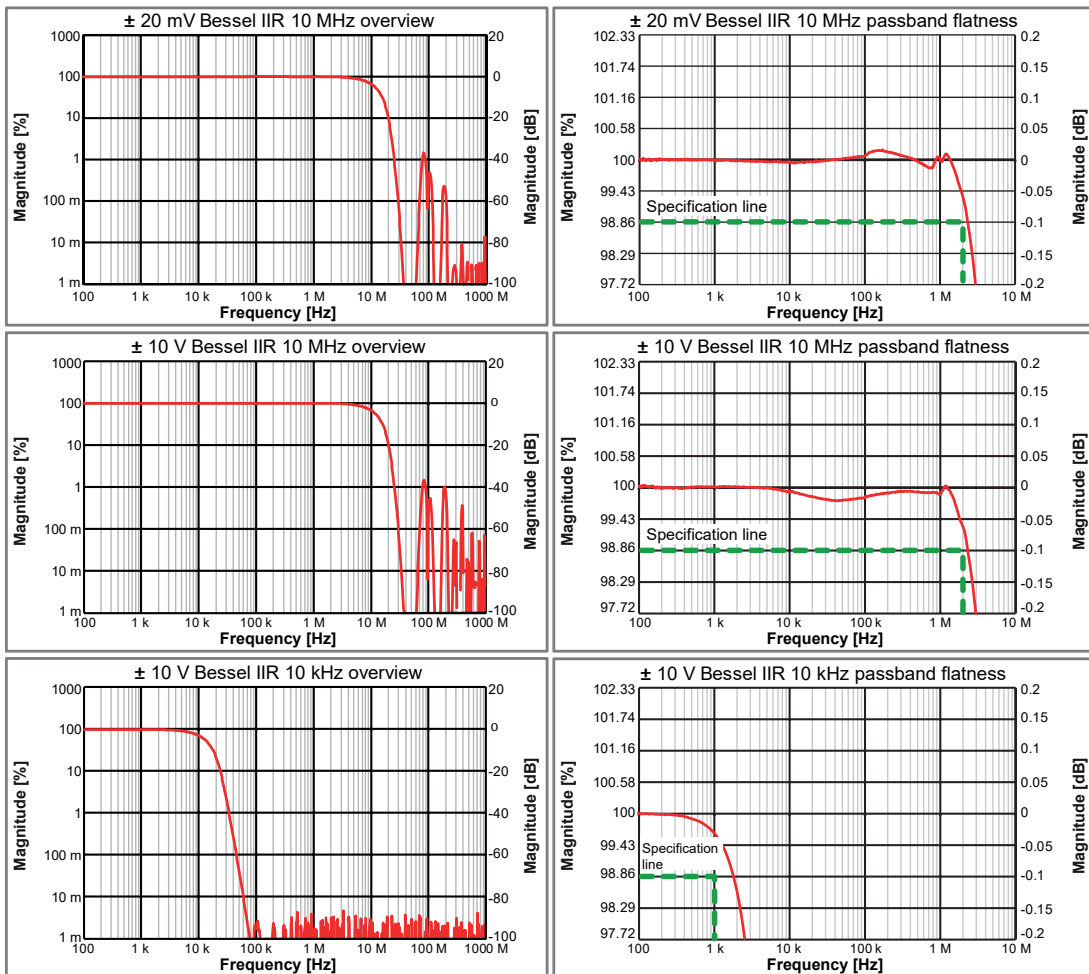 ± 20 mV Bessel IIR 10 MHz overview
1000
100
10
1
100 m
10 m
1 m
Magnitude [%]
20
0
-20
-40
-60
-80
-100
Magnitude [dB]
100 1 k 10 k 100 k 1 M 10 M 100 M 1000 M
Frequency [Hz]
± 20 mV Bessel IIR 10 MHz passband flatness
102.33
101.74
101.16
100.58
100
99.43
98.86
98.29
97.72
Magnitude [%]
Specification line
0.2
0.15
0.1
0.05
0
-0.05
-0.1
-0.15
-0.2
Magnitude [dB]
100 1 k 10 k 100 k 1 M 10 M
Frequency [Hz]
± 10 V Bessel IIR 10 MHz overview
1000
100
10
1
100 m
10 m
1 m
Magnitude [%]
20
0
-20
-40
-60
-80
-100
Magnitude [dB]
100 1 k 10 k 100 k 1 M 10 M 100 M 1000 M
Frequency [Hz]
± 10 V Bessel IIR 10 MHz passband flatness
102.33
101.74
101.16
100.58
100
99.43
98.86
98.29
97.72
Magnitude [%]
Specification line
0.2
0.15
0.1
0.05
0
-0.05
-0.1
-0.15
-0.2
Magnitude [dB]
100 1 k 10 k 100 k 1 M 10 M
Frequency [Hz]
± 10 V Bessel IIR 10 kHz overview
1000
100
10
1
100 m
10 m
1 m
Magnitude [%]
20
0
-20
-40
-60
-80
-100
Magnitude [dB]
100 1 k 10 k 100 k 1 M 10 M 100 M 1000 M
Frequency [Hz]
± 10 V Bessel IIR 10 kHz passband flatness
102.33
101.74
101.16
100.58
100
99.43
98.86
98.29
97.72
Magnitude [%]
Specification
line
0.2
0.15
0.1
0.05
0
-0.05
-0.1
-0.15
-0.2
Magnitude [dB]
100 1 k 10 k 100 k 1 M 10 M
Frequency [Hz]